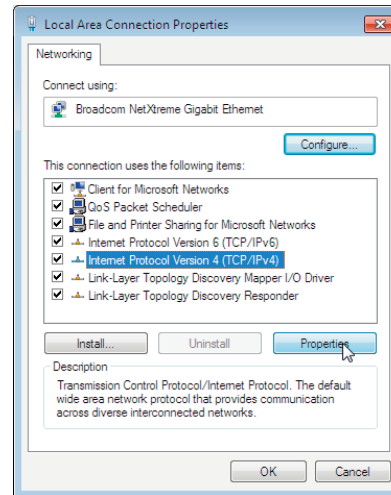 Local Area Connection Properties
Networking
Connect using:
Broadcom NetXtreme Gigabit Ethernet
Configure...
This connection uses the following items:
Client for Microsoft Networks
QoS Packet Scheduler
File and Printer Sharing for Microsoft Networks
Internet Protocol Version 6 (TCP/IPv6)
Internet Protocol Version 4 (TCP/IPv4)
Link-Layer Topology Discovery Mapper I/O Driver
Link-Layer Topology Discovery Responder
Install...
Uninstall
Properties
Description
Transmission Control Protocol/Internet Protocol. The default
wide area network protocol that provides communication
across diverse interconnected networks.
OK
Cancel